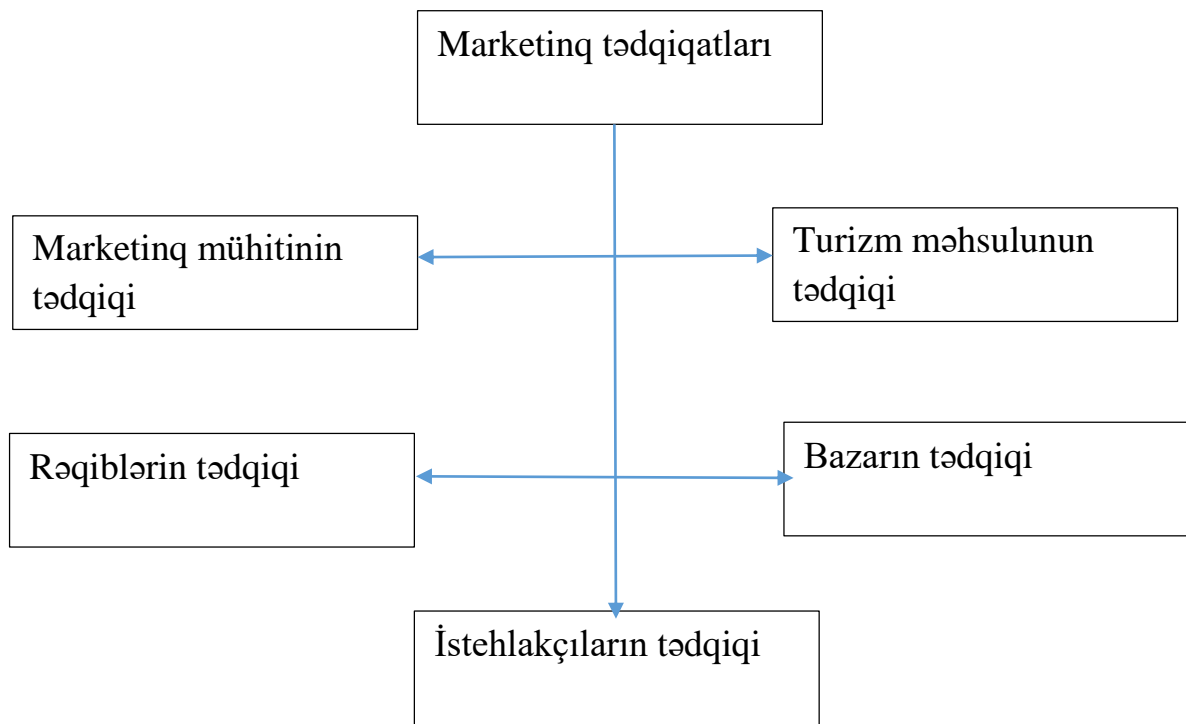 Marketinq tədqiqatları
Marketinq mühitinin
tədqiqi
Turizm məhsulunun
tədqiqi
Rəqiblərin tədqiqi
Bazarın tədqiqi
İstehlakçıların tədqiqi